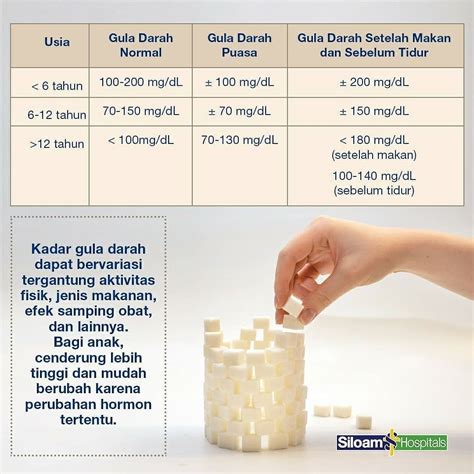 Usia
Gula Darah
Normal
Gula Darah
Puasa
Gula Darah Setelah Makan
dan Sebelum Tidur
< 6 tahun
100-200 mg/dL
± 100 mg/dL
± 200 mg/dL
6-12 tahun
70-150 mg/dL
± 70 mg/dL
± 150 mg/dL
>12 tahun
< 100mg/dL
70-130 mg/dL
< 180 mg/dL
(setelah makan)
100-140 mg/dL
(sebelum tidur)
Kadar gula darah
dapat bervariasi
tergantung aktivitas
fisik, jenis makanan,
efek samping obat,
dan lainnya.
Bagi anak,
cenderung lebih
tinggi dan mudah
berubah karena
perubahan hormon
tertentu.
Siloam Hospitals